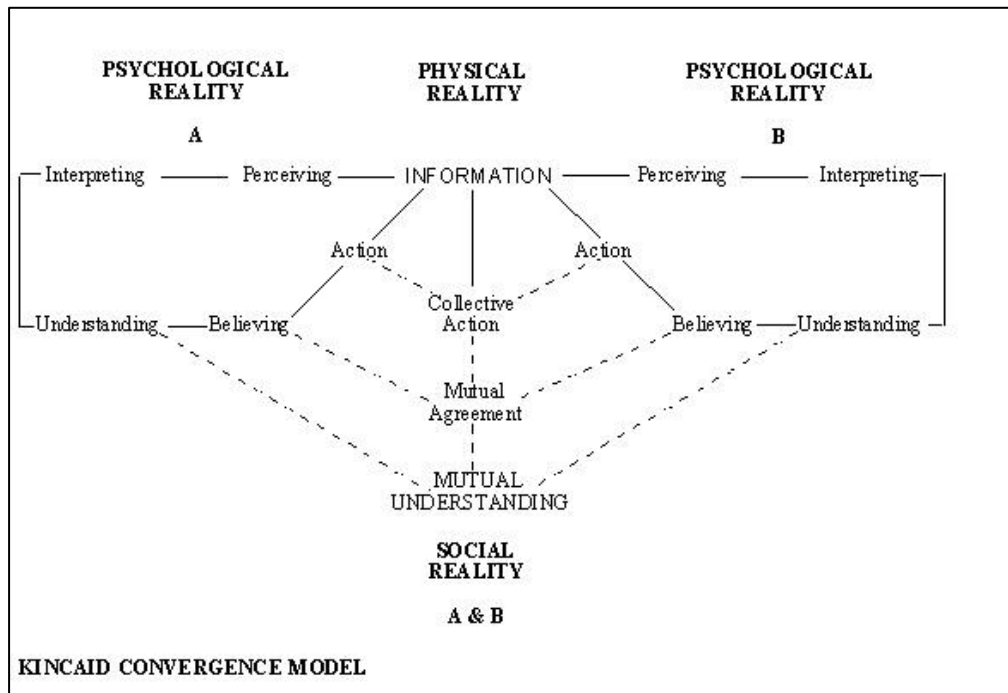 PSYCHOLOGICAL REALITY
PHYSICAL REALITY
PSYCHOLOGICAL REALITY
A
B
Interpreting
Perceiving
INFORMATION
Perceiving
Interpreting
Action
Action
Collective
Action
Understanding
Believing
Believing
Understanding
Mutual
Agreement
MUTUAL
UNDERSTANDING
SOCIAL
REALITY
A & B
KINCAID CONVERGENCE MODEL